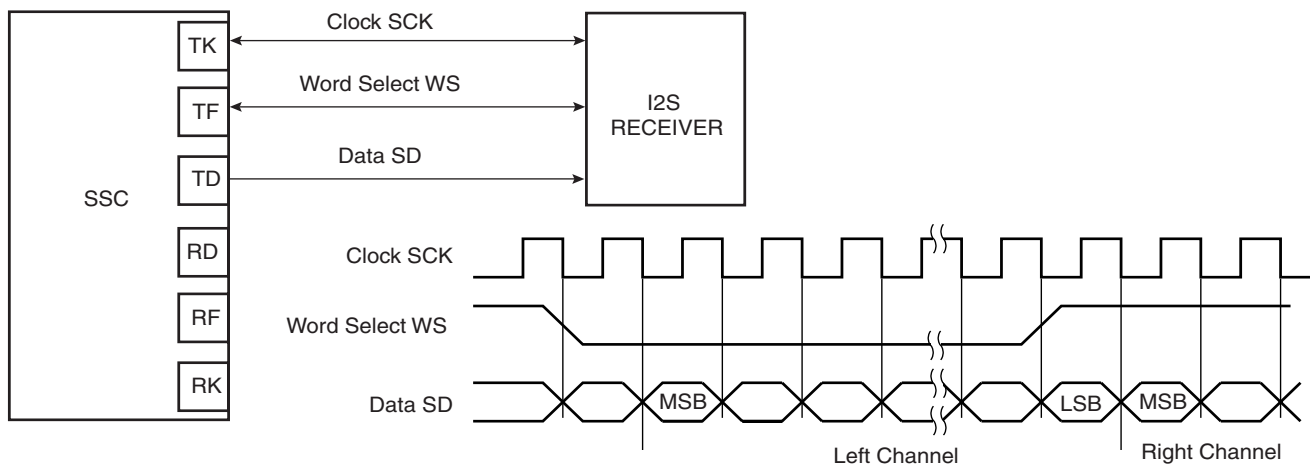 Clock SCK
TK
Word Select WS
TF
I2S
RECEIVER
Data SD
TD
SSC
RD
Clock SCK
RF
Word Select WS
RK
Data SD
MSB
LSB
MSB
Left Channel
Right Channel